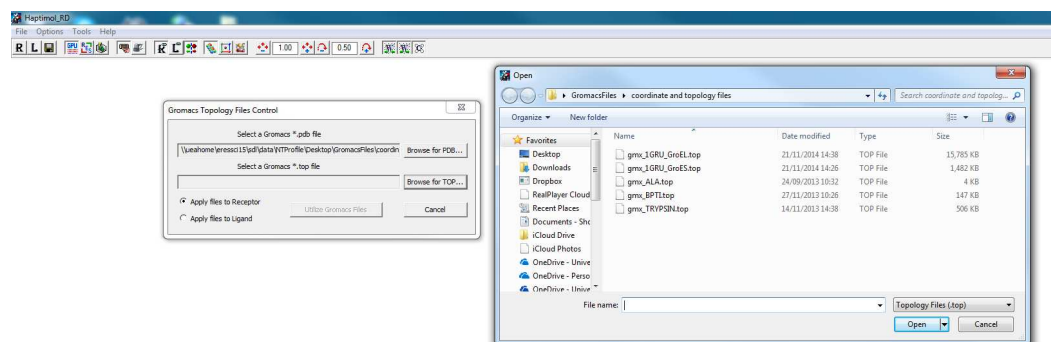 Haptimol_RD
File Options Tools Help
R L GPU 1.00 0.50
Gromacs Topology Files Control
Select a Gromacs *.pdb file
\\ueahome\eressci15\sdl\data\NTProfile\Desktop\GromacsFiles\coordin Browse for PDB...
Select a Gromacs *.top file
Browse for TOP...
Apply files to Receptor
Apply files to Ligand
Utilize Gromacs Files
Cancel
Open
GromacsFiles coordinate and topology files
Search coordinate and topolog...
Organize New folder
Favorites
Desktop
Downloads
Dropbox
RealPlayer Cloud
Recent Places
Documents - Sho
iCloud Drive
iCloud Photos
OneDrive - Unive
OneDrive - Perso
OneDrive - Unive
Name Date modified Type Size
gmx_1GRU_GroEL.top 21/11/2014 14:38 TOP File 15,785 KB
gmx_1GRU_GroES.top 21/11/2014 14:26 TOP File 1,482 KB
gmx_ALA.top 24/09/2013 10:32 TOP File 4 KB
gmx_BPTI.top 27/11/2013 10:26 TOP File 147 KB
gmx_TRYPSIN.top 14/11/2013 14:38 TOP File 506 KB
File name: Topology Files (.top)
Open Cancel